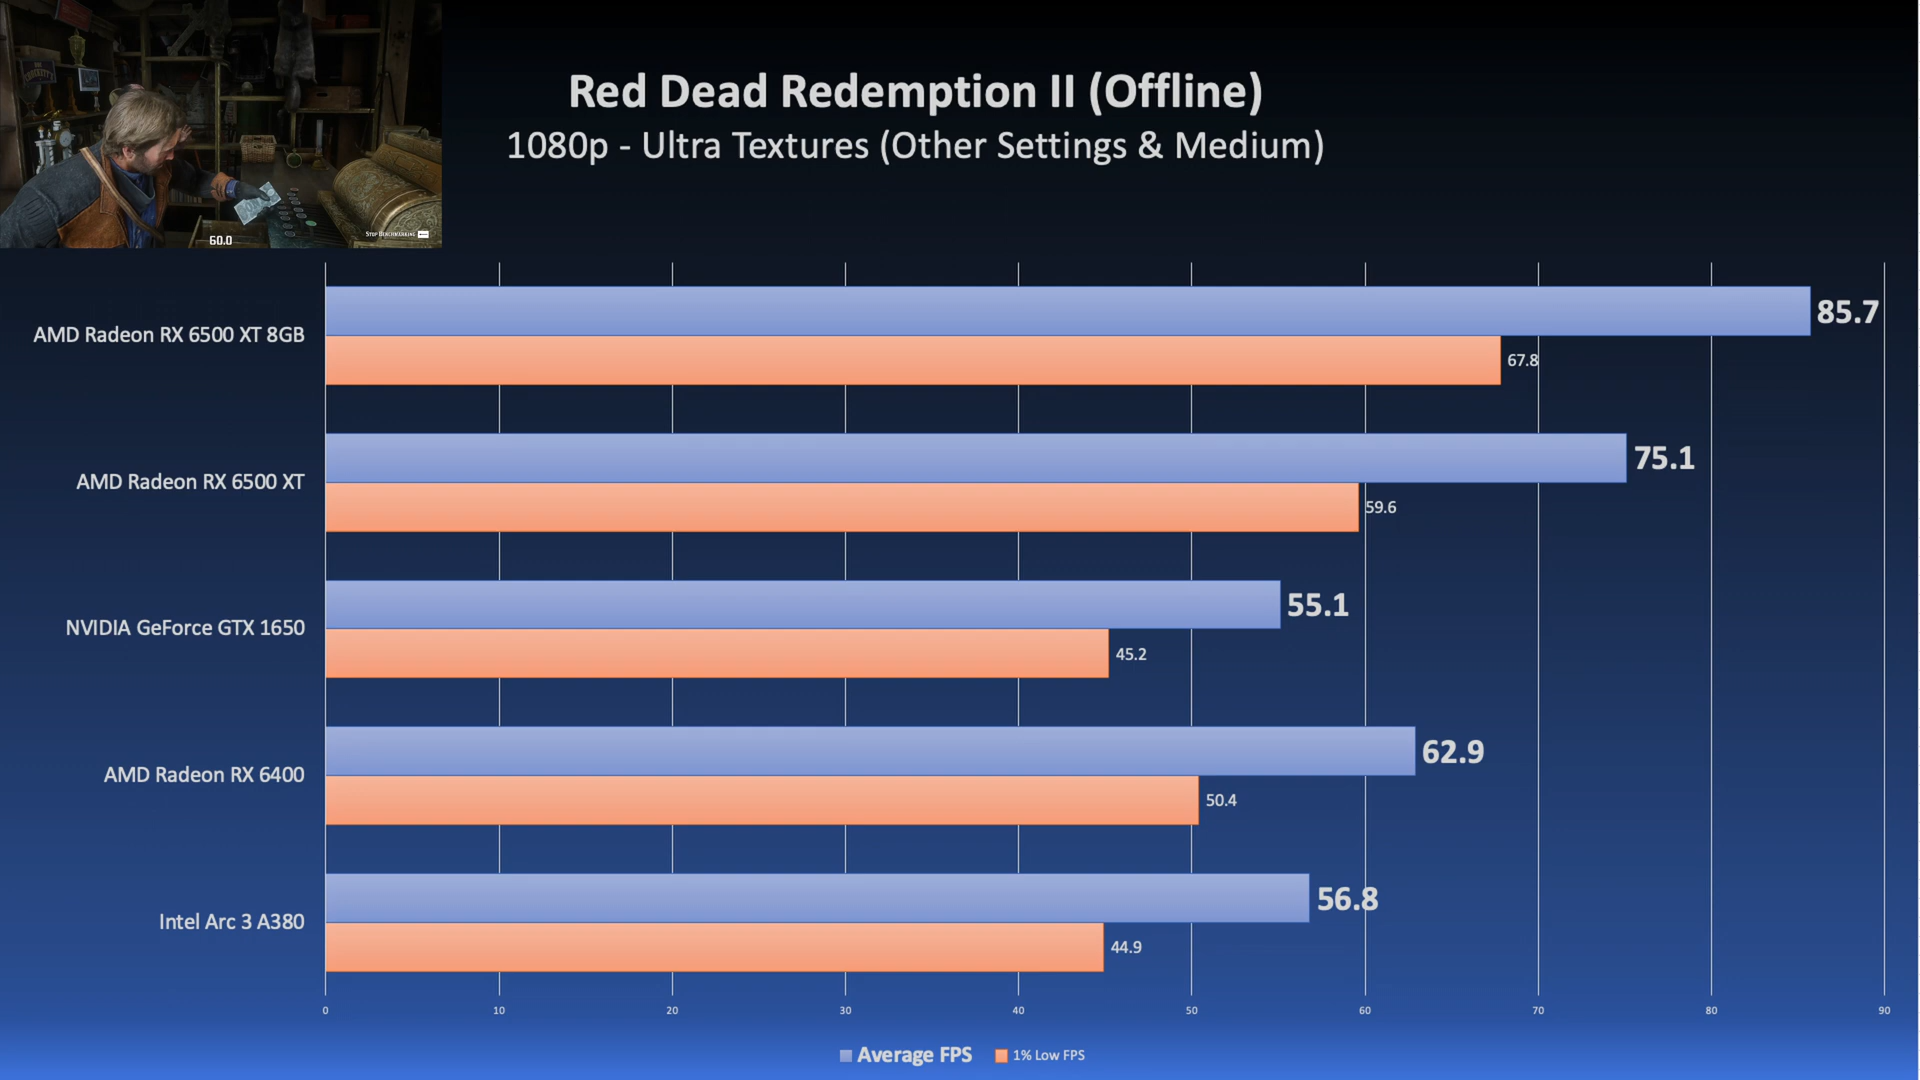 Red Dead Redemption II (Offline)
1080p - Ultra Textures (Other Settings & Medium)
60.0
Stop Benchmarking
AMD Radeon RX 6500 XT 8GB
85.7
67.8
AMD Radeon RX 6500 XT
75.1
59.6
NVIDIA GeForce GTX 1650
55.1
45.2
AMD Radeon RX 6400
62.9
50.4
Intel Arc 3 A380
56.8
44.9
0 10 20 30 40 50 60 70 80 90
Average FPS 1% Low FPS